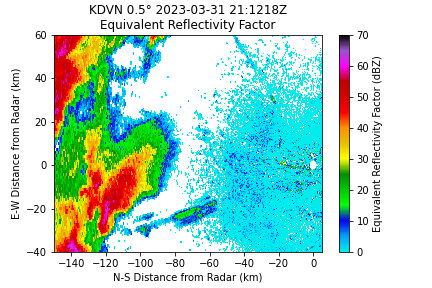 KDVN 0.5° 2023-03-31 21:1218Z
Equivalent Reflectivity Factor
60
40
20
0
−20
−40
E-W Distance from Radar (km)
−140 −120 −100 −80 −60 −40 −20 0
N-S Distance from Radar (km)
70
60
50
40
30
20
10
0
Equivalent Reflectivity Factor (dBZ)